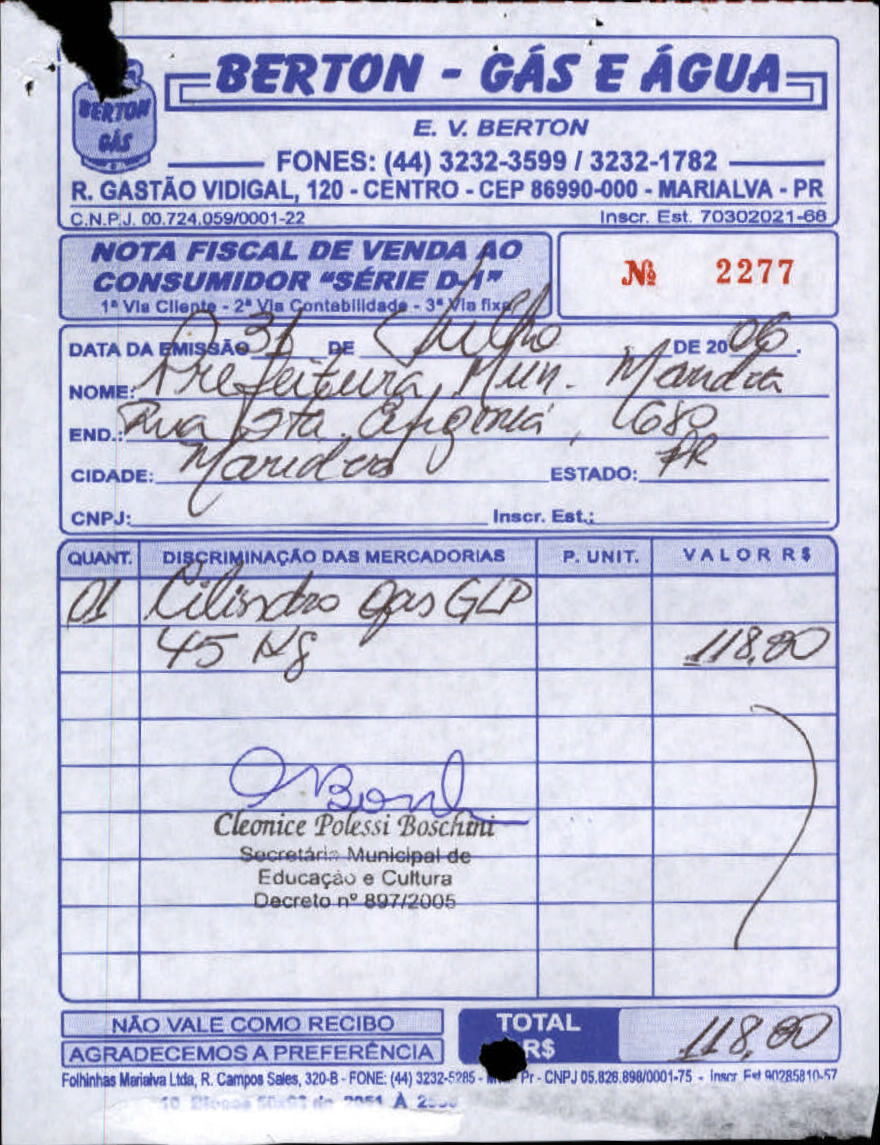 BERTON - GÁS E ÁGUA
BERTON
GÁS
E. V. BERTON
FONES: (44) 3232-3599 / 3232-1782
R. GASTÃO VIDIGAL, 120 - CENTRO - CEP 86990-000 - MARIALVA - PR
C.N.P.J. 00.724.059/0001-22 Inscr. Est. 70302021-68
NOTA FISCAL DE VENDA AO
CONSUMIDOR "SÉRIE D-1"
1ª Via Cliente - 2ª Via Contabilidade - 3ª Via fixa
Nº 2277
DATA DA EMISSÃO 31 DE Julho DE 2006.
NOME: Prefeitura Mun.
END.: Rua Sta. 680
CIDADE: ESTADO: PR
CNPJ: Inscr. Est.:
QUANT. DISCRIMINAÇÃO DAS MERCADORIAS P. UNIT. VALOR R$
01 Cilindro gas GLP
45 Kg 118,00
Cleonice Polessi Boschini
Secretária Municipal de
Educação e Cultura
Decreto nº 897/2005
NÃO VALE COMO RECIBO
AGRADECEMOS A PREFERÊNCIA
TOTAL R$ 118,00
Folhinhas Marialva Ltda, R. Campos Sales, 320-B - FONE: (44) 3232-5285 - Pr - CNPJ 05.826.898/0001-75 - Inscr. Est 90285810-57